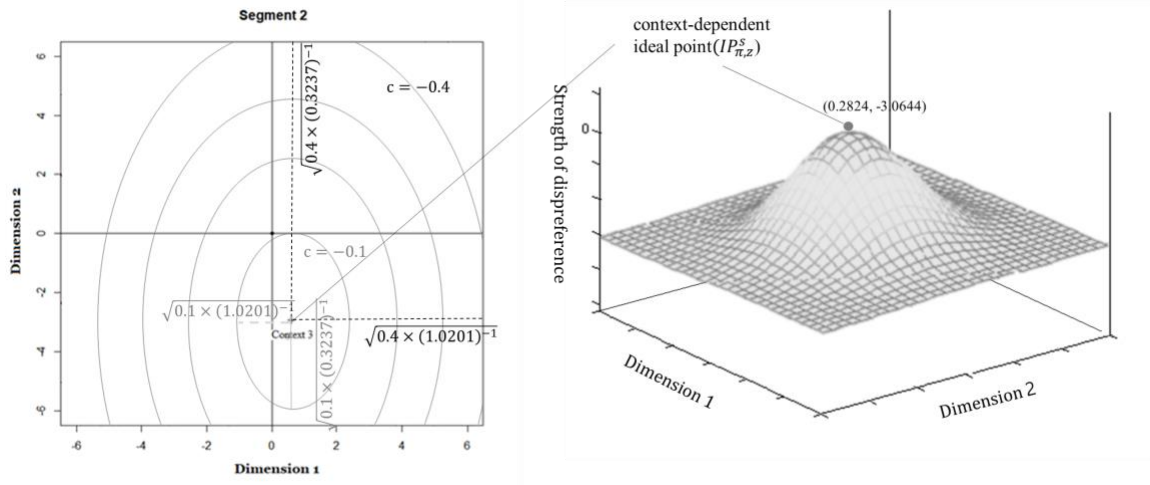 Segment 2
Dimension 2
6
4
2
0
-2
-4
-6
-6
-4
-2
0
2
4
6
Dimension 1
c = −0.4
√0.4 × (0.3237)⁻¹
c = −0.1
√0.1 × (1.0201)⁻
Context 3
√0.1 × (0.3237)⁻¹
√0.4 × (1.0201)⁻¹
context-dependent
ideal point(IPˢπ,z)
(0.2824, -3.0644)
Strength of dispreference
0
Dimension 1
Dimension 2